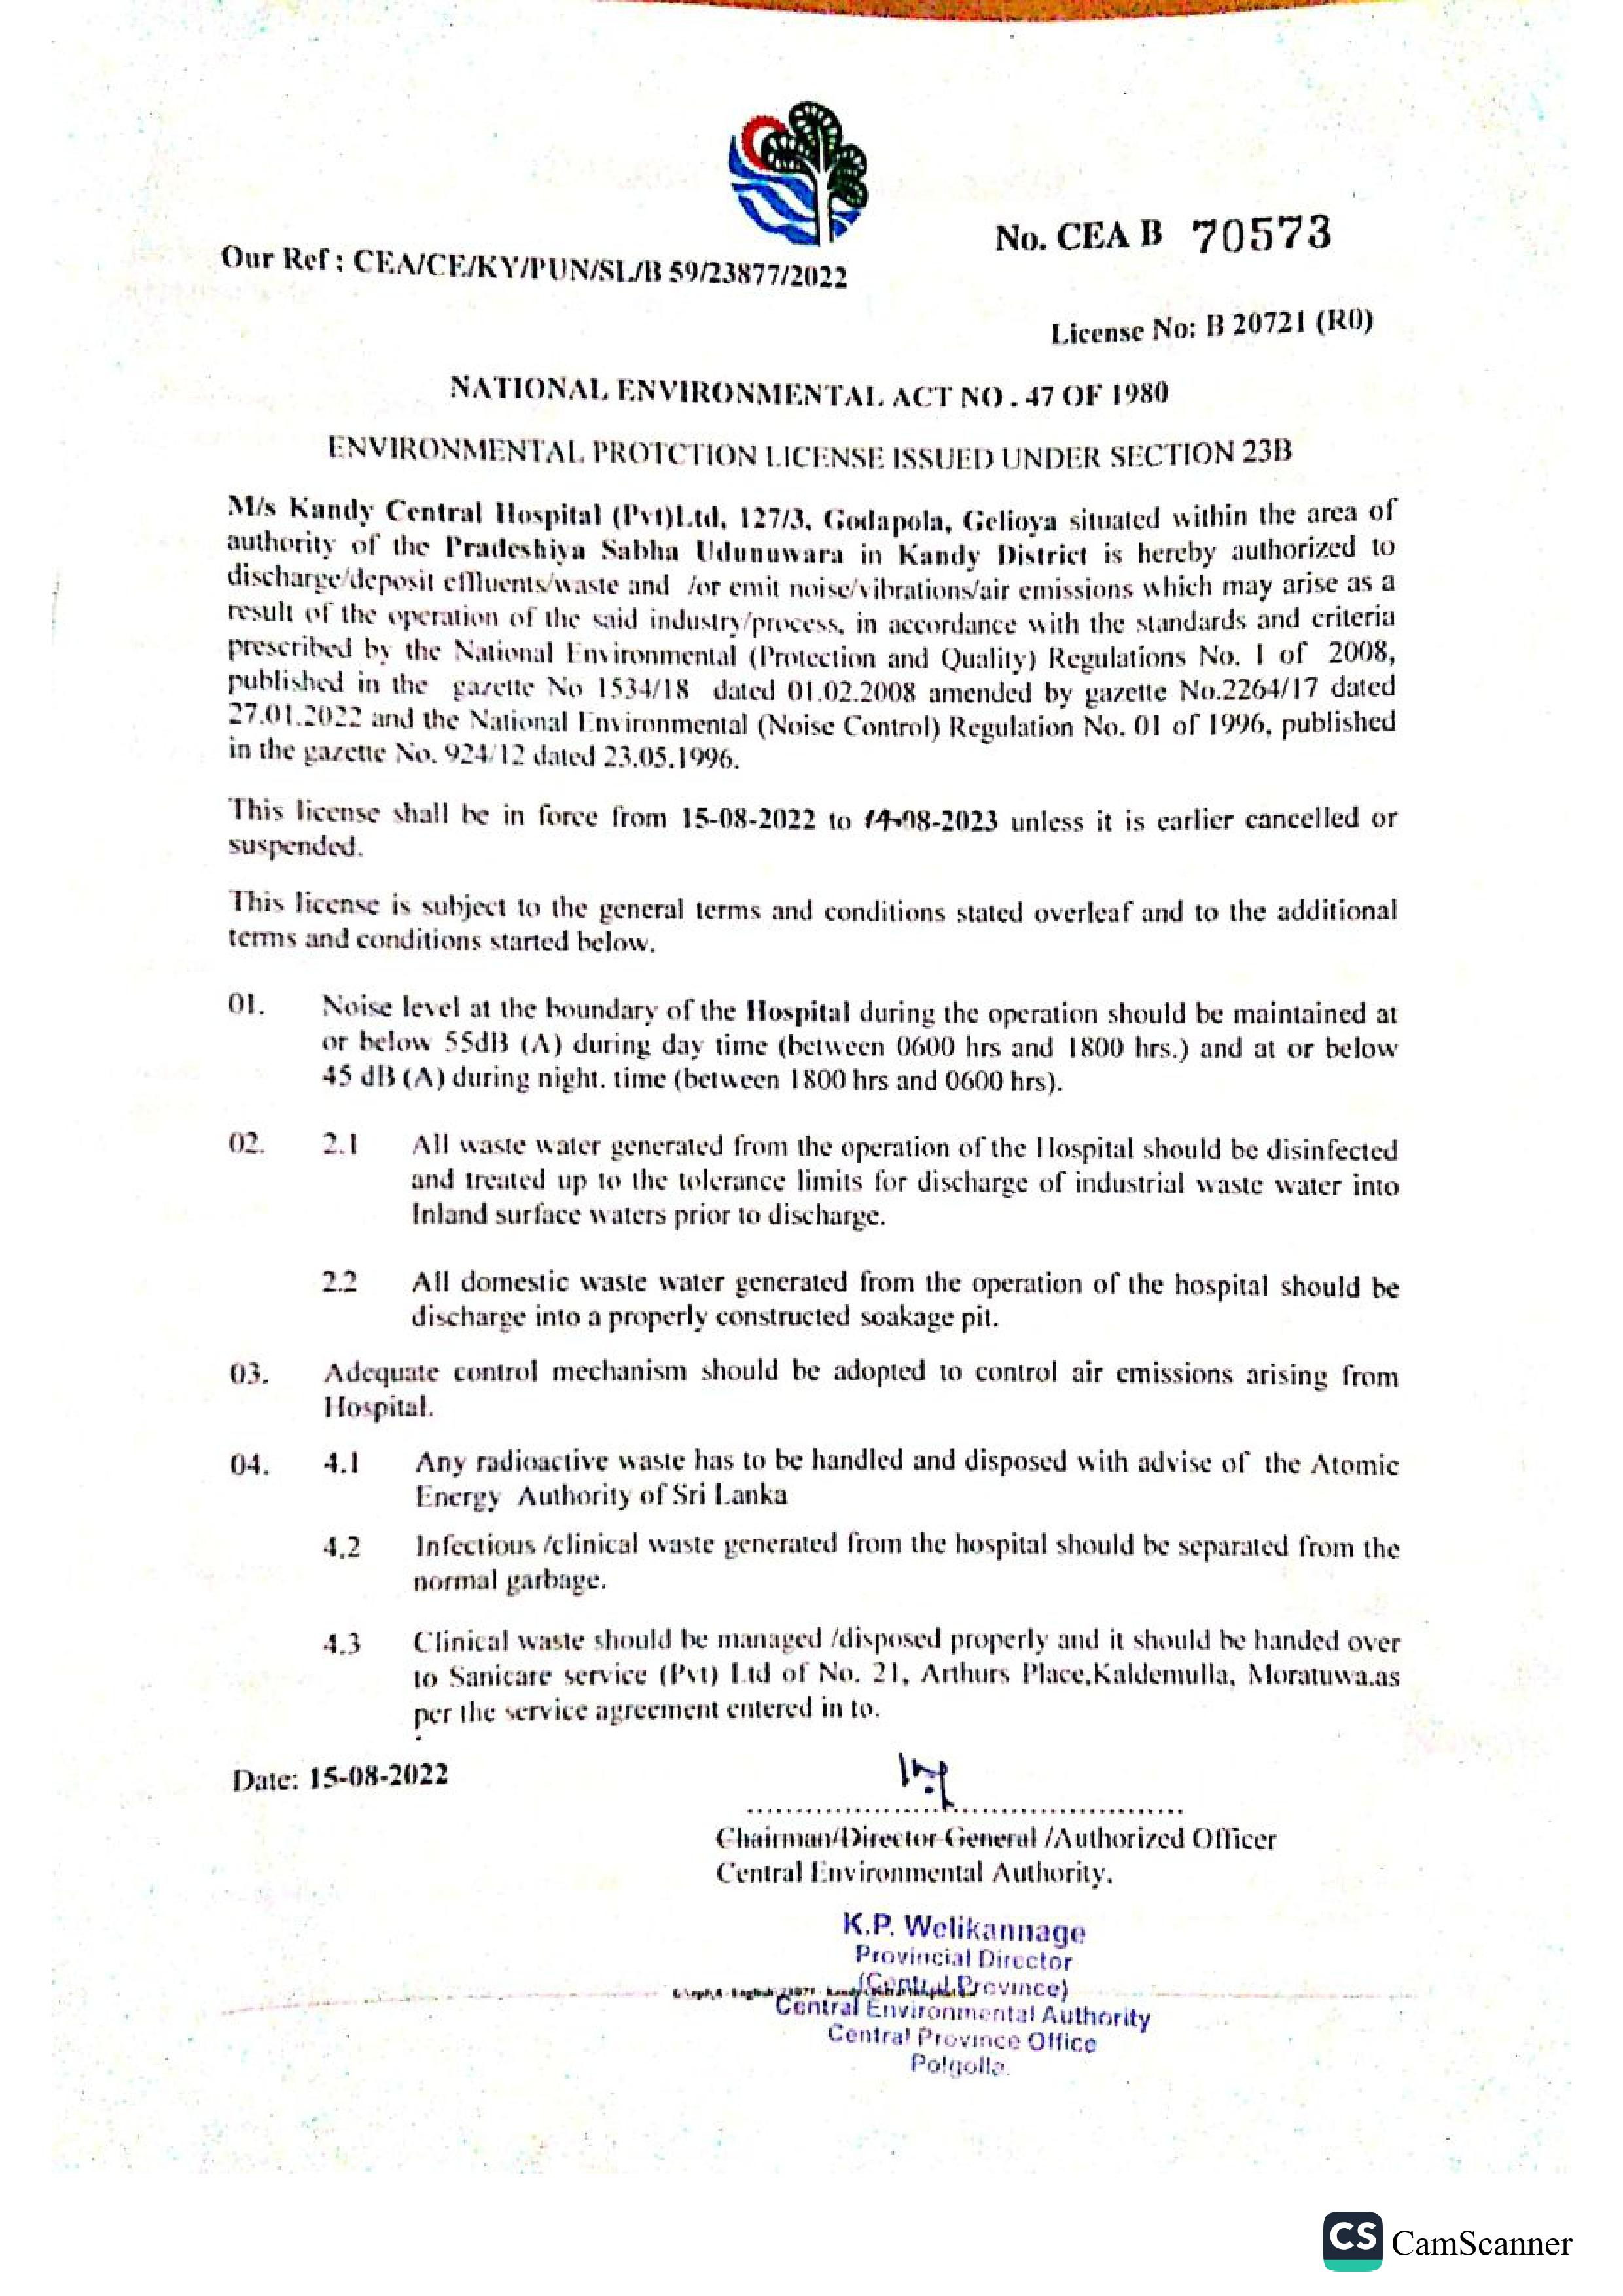 No. CEA B 70573
Our Ref : CEA/CE/KY/PUN/SL/B 59/23877/2022
License No: B 20721 (R0)
NATIONAL ENVIRONMENTAL ACT NO . 47 OF 1980
ENVIRONMENTAL PROTCTION LICENSE ISSUED UNDER SECTION 23B
M/s Kandy Central Hospital (Pvt)Ltd, 127/3, Godapola, Gelioya situated within the area of
authority of the Pradeshiya Sabha Udunuwara in Kandy District is hereby authorized to
discharge/deposit effluents/waste and /or emit noise/vibrations/air emissions which may arise as a
result of the operation of the said industry/process, in accordance with the standards and criteria
prescribed by the National Environmental (Protection and Quality) Regulations No. 1 of 2008,
published in the gazette No 1534/18 dated 01.02.2008 amended by gazette No.2264/17 dated
27.01.2022 and the National Environmental (Noise Control) Regulation No. 01 of 1996, published
in the gazette No. 924/12 dated 23.05.1996.
This license shall be in force from 15-08-2022 to 14-08-2023 unless it is earlier cancelled or
suspended.
This license is subject to the general terms and conditions stated overleaf and to the additional
terms and conditions started below.
01. Noise level at the boundary of the Hospital during the operation should be maintained at
or below 55dB (A) during day time (between 0600 hrs and 1800 hrs.) and at or below
45 dB (A) during night. time (between 1800 hrs and 0600 hrs).
02. 2.1 All waste water generated from the operation of the Hospital should be disinfected
and treated up to the tolerance limits for discharge of industrial waste water into
Inland surface waters prior to discharge.
2.2 All domestic waste water generated from the operation of the hospital should be
discharge into a properly constructed soakage pit.
03. Adequate control mechanism should be adopted to control air emissions arising from
Hospital.
04. 4.1 Any radioactive waste has to be handled and disposed with advise of the Atomic
Energy Authority of Sri Lanka
4.2 Infectious /clinical waste generated from the hospital should be separated from the
normal garbage.
4.3 Clinical waste should be managed /disposed properly and it should be handed over
to Sanicare service (Pvt) Ltd of No. 21, Arthurs Place,Kaldemulla, Moratuwa.as
per the service agreement entered in to.
Date: 15-08-2022
Chairman/Director General /Authorized Officer
Central Environmental Authority.
K.P. Welikannage
Provincial Director
(Central Province)
Central Environmental Authority
Central Province Office
Polgolla.
CS CamScanner